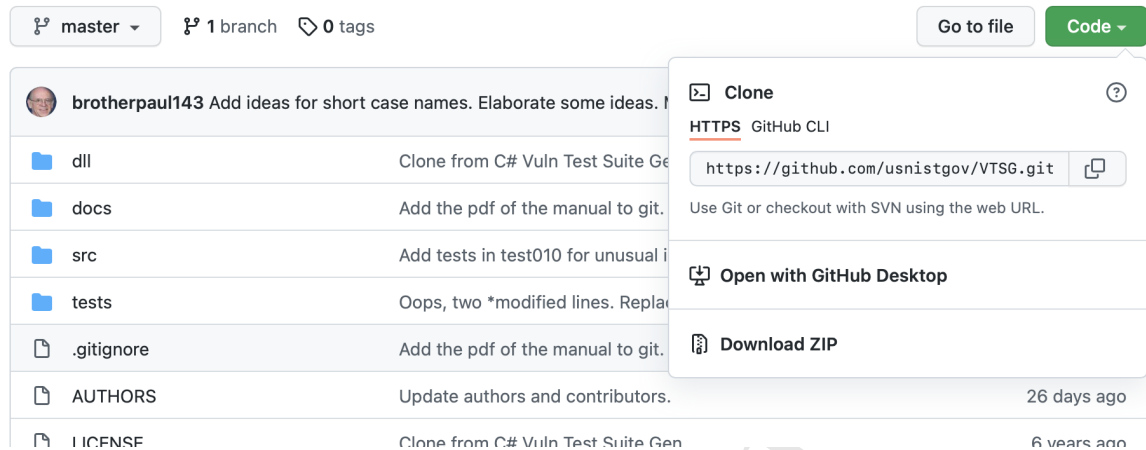 master 1 branch 0 tags Go to file Code
brotherpaul143 Add ideas for short case names. Elaborate some ideas.
Clone
HTTPS GitHub CLI
https://github.com/usnistgov/VTSG.git
Use Git or checkout with SVN using the web URL.
Open with GitHub Desktop
Download ZIP
dll Clone from C# Vuln Test Suite Ge
docs Add the pdf of the manual to git.
src Add tests in test010 for unusual i
tests Oops, two *modified lines. Repla
.gitignore Add the pdf of the manual to git.
AUTHORS Update authors and contributors. 26 days ago
LICENSE Clone from C# Vuln Test Suite Gen 6 years ago